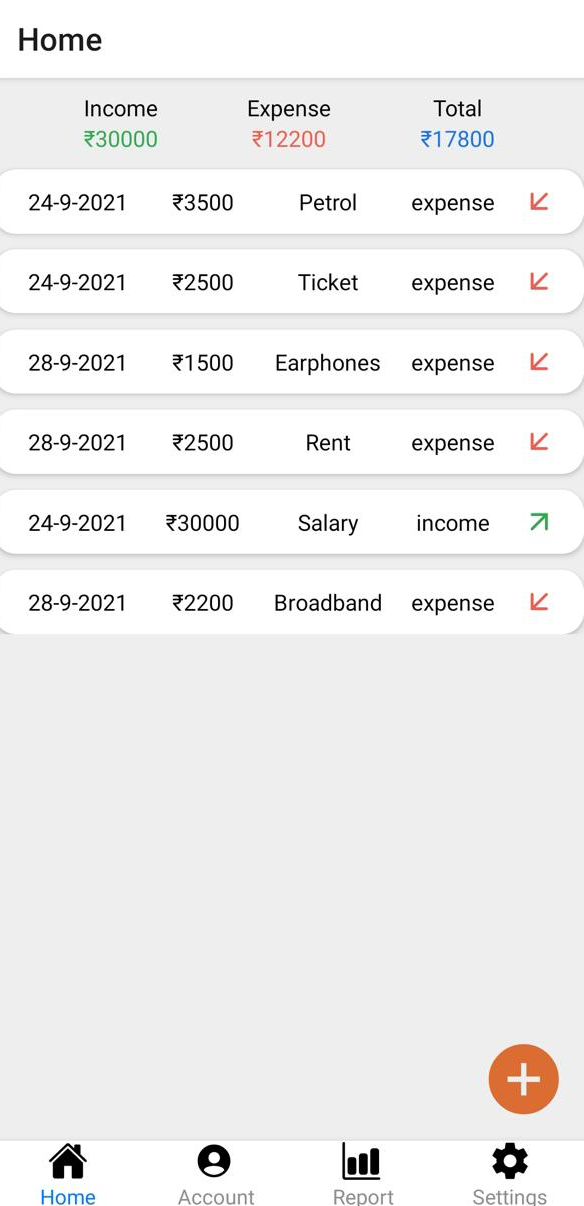 Home
Income Expense Total
₹30000 ₹12200 ₹17800
24-9-2021 ₹3500 Petrol expense
24-9-2021 ₹2500 Ticket expense
28-9-2021 ₹1500 Earphones expense
28-9-2021 ₹2500 Rent expense
24-9-2021 ₹30000 Salary income
28-9-2021 ₹2200 Broadband expense
Home Account Report Settings